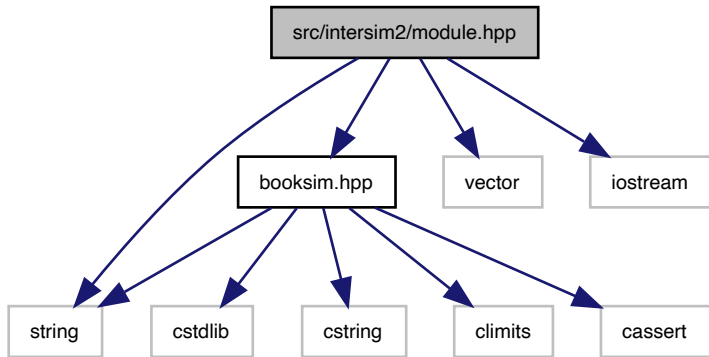 src/intersim2/module.hpp
booksim.hpp
vector
iostream
string
cstdlib
cstring
climits
cassert